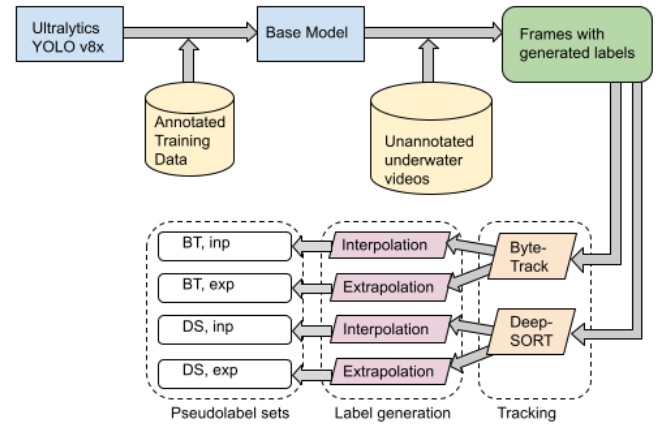 Ultralytics
YOLO v8x
Base Model
Frames with
generated labels
Annotated
Training
Data
Unannotated
underwater
videos
BT, inp
Interpolation
Byte-
Track
BT, exp
Extrapolation
DS, inp
Interpolation
Deep-
SORT
DS, exp
Extrapolation
Pseudolabel sets
Label generation
Tracking